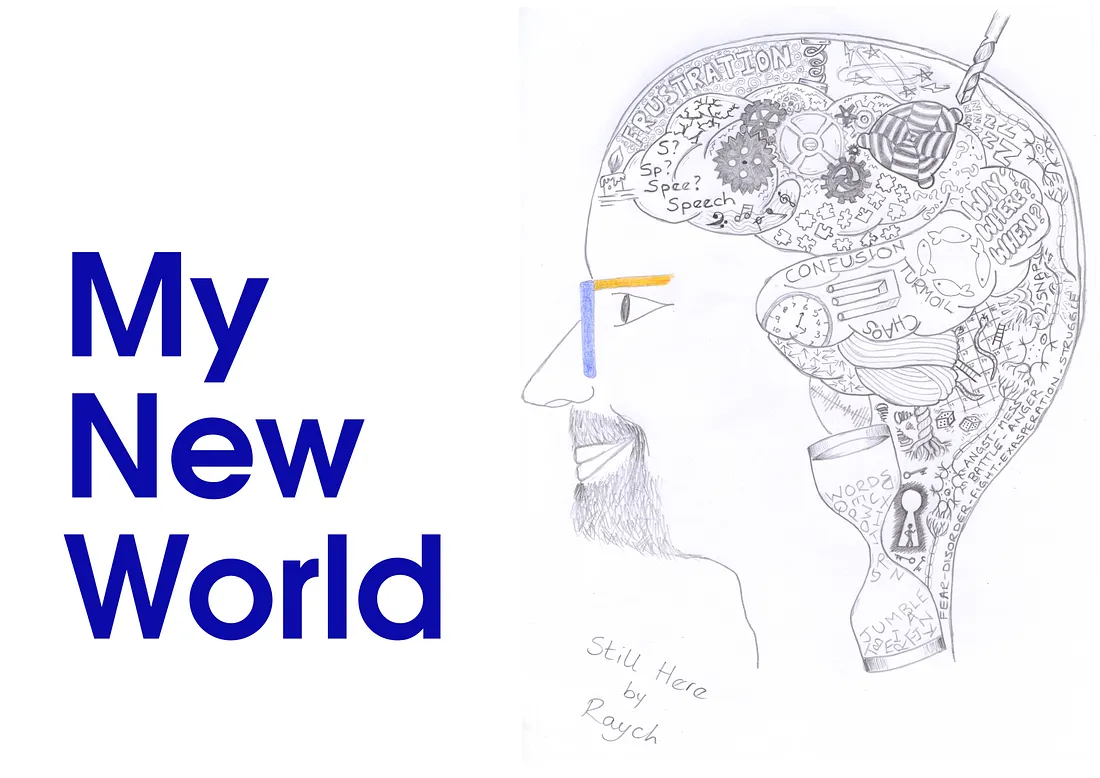 My
New
World
FRUSTRATION
S?
Sp?
Spee?
Speech
WHY?
WHERE?
WHEN?
CONFUSION
TURMOIL
CHAOS
SNAP
WORDS
JUMBLE
ANGST-MESS
BATTLE-ANGER
FEAR-DISORDER-FIGHT-EXASPERATION-STRUGGLE
Still Here
by
Raych